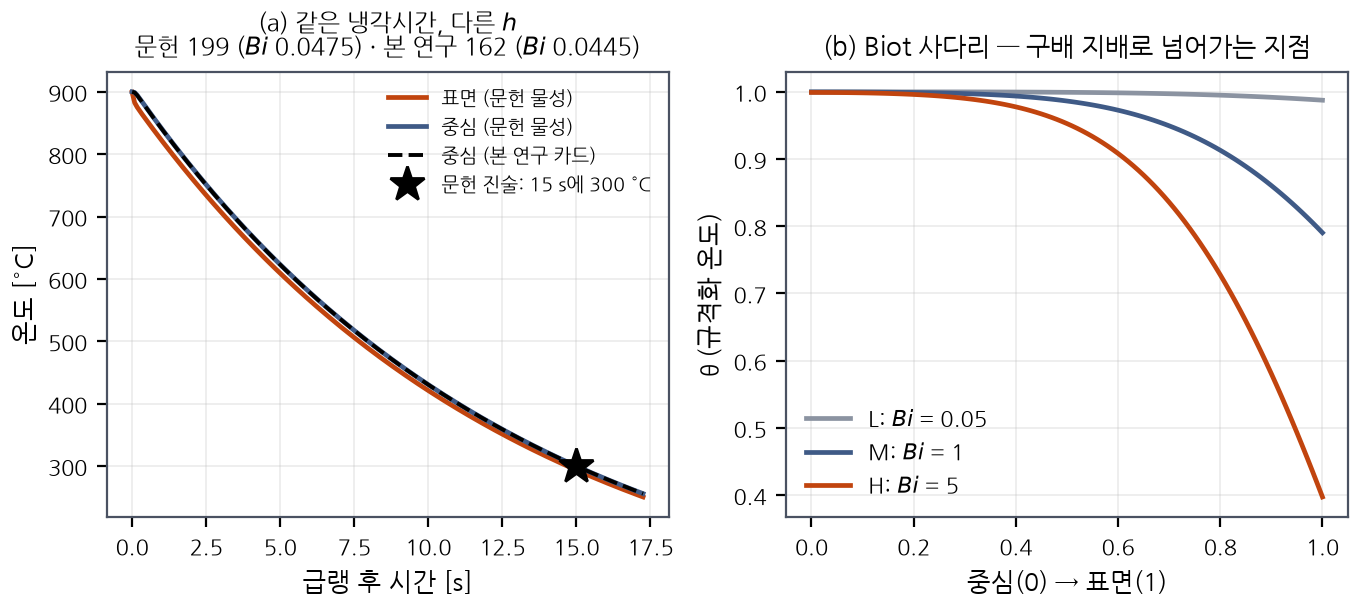 (a) 같은 냉각시간, 다른 h
문헌 199 (Bi 0.0475) · 본 연구 162 (Bi 0.0445)
900
800
700
600
500
400
300
온도 [°C]
표면 (문헌 물성)
중심 (문헌 물성)
중심 (본 연구 카드)
문헌 진술: 15 s에 300 °C
0.0 2.5 5.0 7.5 10.0 12.5 15.0 17.5
급랭 후 시간 [s]
(b) Biot 사다리 — 구배 지배로 넘어가는 지점
1.0
0.9
0.8
0.7
0.6
0.5
0.4
θ (규격화 온도)
L: Bi = 0.05
M: Bi = 1
H: Bi = 5
0.0 0.2 0.4 0.6 0.8 1.0
중심(0) → 표면(1)